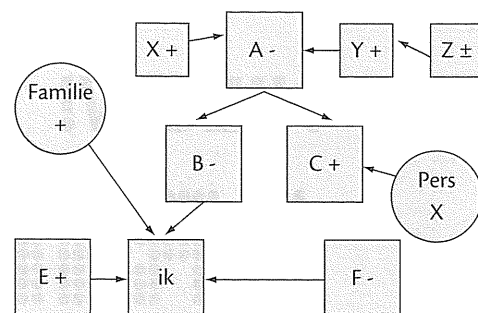 X +
A -
Y +
Z ±
Familie
+
B -
C +
Pers
X
E +
ik
F -